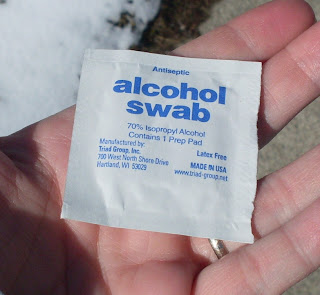 Antiseptic
alcohol
swab
70% Isopropyl Alcohol
Contains 1 Prep Pad
Manufactured by:
Triad Group, Inc.
700 West North Shore Drive
Hartland, WI 53029
Latex Free
MADE IN USA
www.triad-group.net